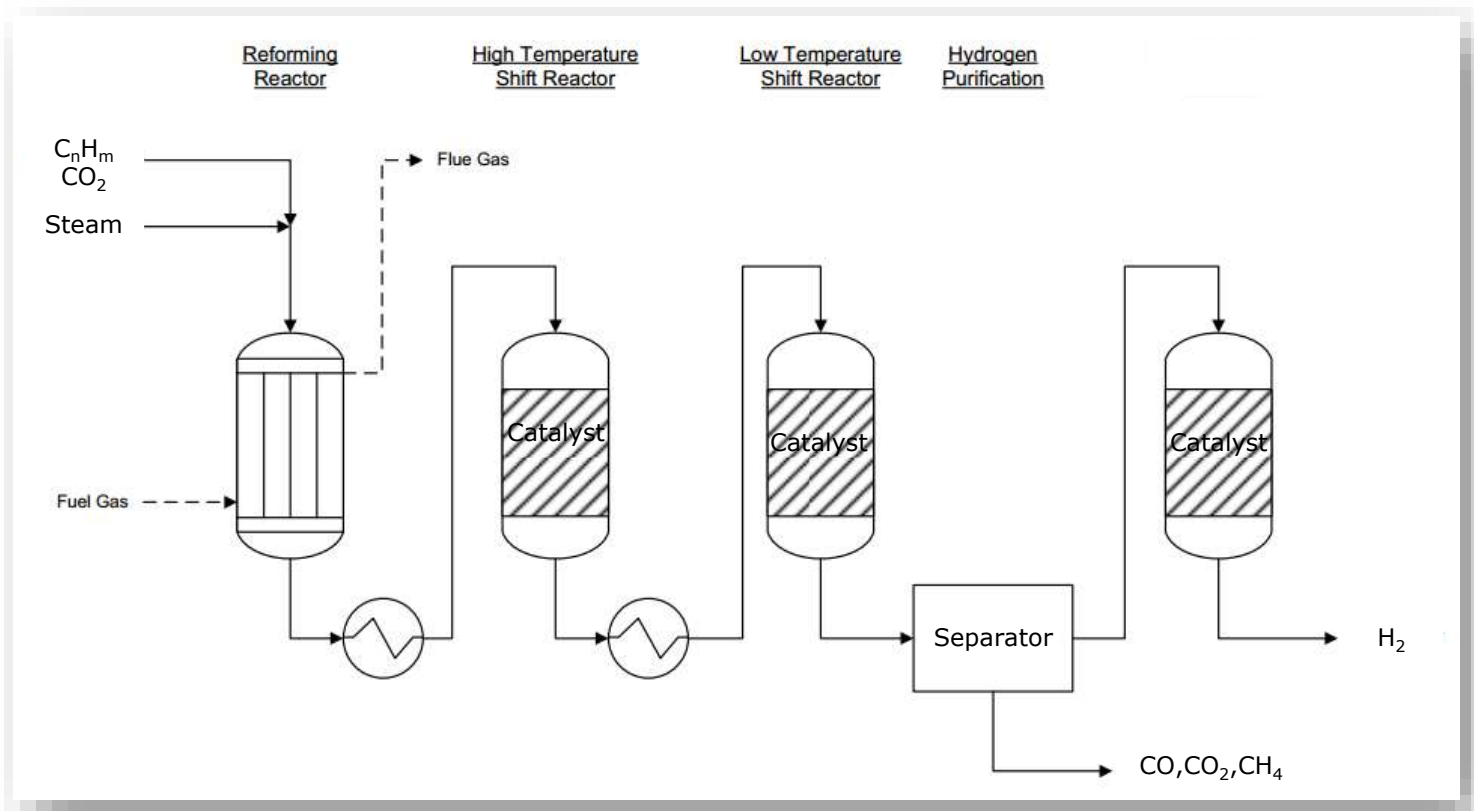 Reforming
Reactor
High Temperature
Shift Reactor
Low Temperature
Shift Reactor
Hydrogen
Purification
CₙHₘ
CO₂
Steam
Flue Gas
Fuel Gas
Catalyst
Catalyst
Catalyst
Separator
H₂
CO,CO₂,CH₄